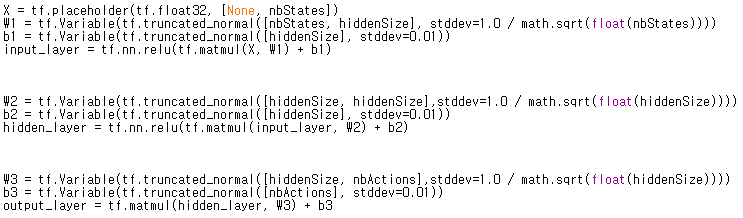 X = tf.placeholder(tf.float32, [None, nbStates])
W1 = tf.Variable(tf.truncated_normal([nbStates, hiddenSize], stddev=1.0 / math.sqrt(float(nbStates))))
b1 = tf.Variable(tf.truncated_normal([hiddenSize], stddev=0.01))
input_layer = tf.nn.relu(tf.matmul(X, W1) + b1)
W2 = tf.Variable(tf.truncated_normal([hiddenSize, hiddenSize],stddev=1.0 / math.sqrt(float(hiddenSize))))
b2 = tf.Variable(tf.truncated_normal([hiddenSize], stddev=0.01))
hidden_layer = tf.nn.relu(tf.matmul(input_layer, W2) + b2)
W3 = tf.Variable(tf.truncated_normal([hiddenSize, nbActions],stddev=1.0 / math.sqrt(float(hiddenSize))))
b3 = tf.Variable(tf.truncated_normal([nbActions], stddev=0.01))
output_layer = tf.matmul(hidden_layer, W3) + b3